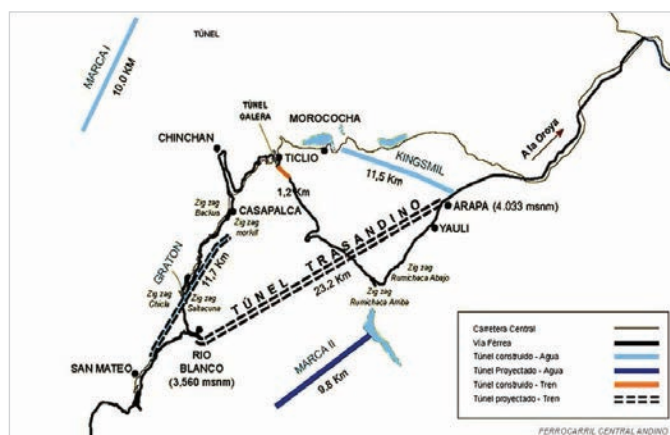 TÚNEL
MARCA I
10,0 KM
TÚNEL
GALERA
MOROCOCHA
CHINCHAN
TICLIO
KINGSMIL
11,5 Km
A la Oroya
1,2 Km
Zig zag
Backus
CASAPALCA
Zig zag
ARAPA (4.033 msnm)
YAULI
GRATON
11,7 Km
TÚNEL TRASANDINO
23.2 Km
Zig zag
Rumichaca Abajo
Zig zag
Rumichaca Arriba
Zig zag
Chicla
Zig zag
RIO
BLANCO
(3,560 msnm)
SAN MATEO
MARCA II
9.8 Km
Carretera Central
Vía Férrea
Túnel construido - Agua
Túnel Proyectado - Agua
Túnel construido - Tren
Túnel proyectado - Tren
FERROCARRIL CENTRAL ANDINO